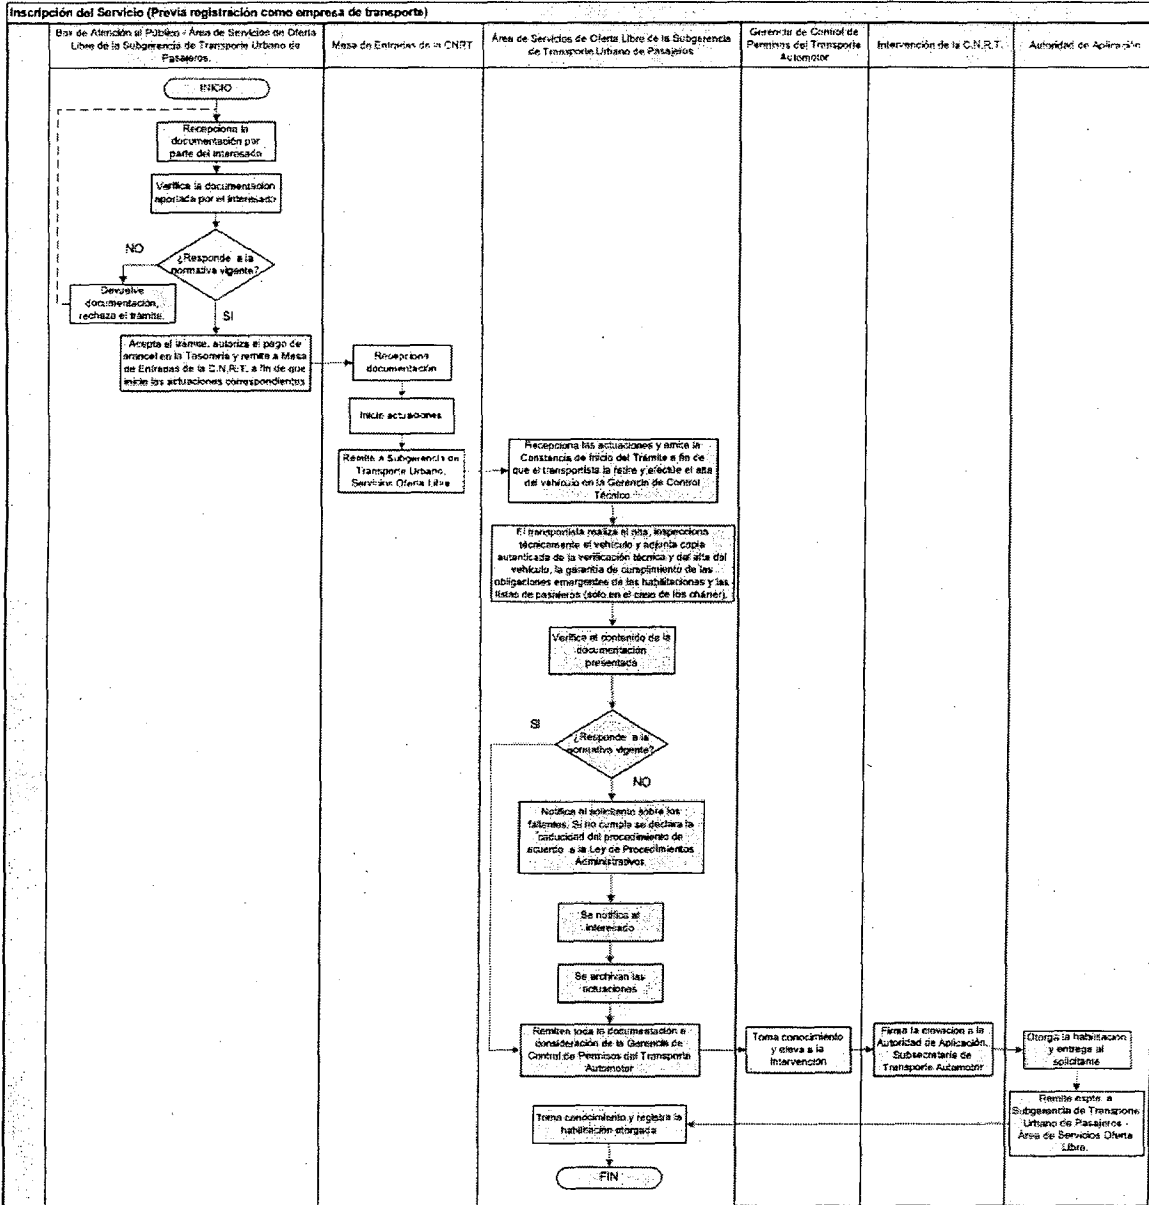 Inscripción del Servicio (Previa registración como empresa de transporte)
Box de Atención al Público - Área de Servicios de Oferta
Libre de la Subgerencia de Transporte Urbano de
Pasajeros.
Mesa de Entradas de la CNRT
Área de Servicios de Oferta Libre de la Subgerencia
de Transporte Urbano de Pasajeros
Gerencia de Control de
Permisos del Transporte
Automotor
Intervención de la C.N.R.T.
Autoridad de Aplicación
INICIO
Recepciona la
documentación por
parte del interesado
Verifica la documentación
aportada por el interesado
¿Responde a la
normativa vigente?
NO
Devuelve
documentación,
rechaza el trámite.
SI
Acepta el trámite, autoriza el pago de
arancel en la Tesorería y remite a Mesa
de Entradas de la C.N.R.T. a fin de que
inicie las actuaciones correspondientes
Recepciona
documentación
Inicia actuaciones
Remite a Subgerencia de
Transporte Urbano,
Servicios Oferta Libre
Recepciona las actuaciones y emite la
Constancia de Inicio del Trámite a fin de
que el transportista la retire y efectúe el alta
del vehículo en la Gerencia de Control
Técnico
El transportista realiza el alta, inspecciona
técnicamente el vehículo y adjunta copia
autenticada de la verificación técnica y del alta del
vehículo, la garantía de cumplimiento de las
obligaciones emergentes de las habilitaciones y las
listas de pasajeros (sólo en el caso de los chárter).
Verifica el contenido de la
documentación
presentada
SI
¿Responde a la
normativa vigente?
NO
Notifica al solicitante sobre los
faltantes. Si no cumple se declara la
caducidad del procedimiento de
acuerdo a la Ley de Procedimientos
Administrativos.
Se notifica al
interesado
Se archivan las
actuaciones
Remiten toda la documentación a
consideración de la Gerencia de
Control de Permisos del Transporte
Automotor
Toma conocimiento
y eleva a la
Intervención
Firma la elevación a la
Autoridad de Aplicación,
Subsecretaría de
Transporte Automotor
Otorga la habilitación
y entrega al
solicitante
Remite expte. a
Subgerencia de Transporte
Urbano de Pasajeros -
Área de Servicios Oferta
Libre.
Toma conocimiento y registra la
habilitación otorgada
FIN